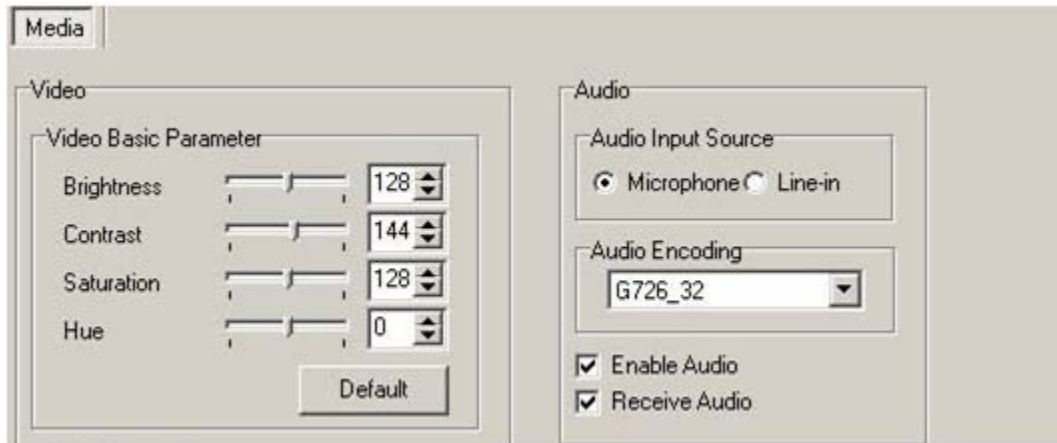 Media
Video
Video Basic Parameter
Brightness 128
Contrast 144
Saturation 128
Hue 0
Default
Audio
Audio Input Source
Microphone Line-in
Audio Encoding
G726_32
Enable Audio
Receive Audio